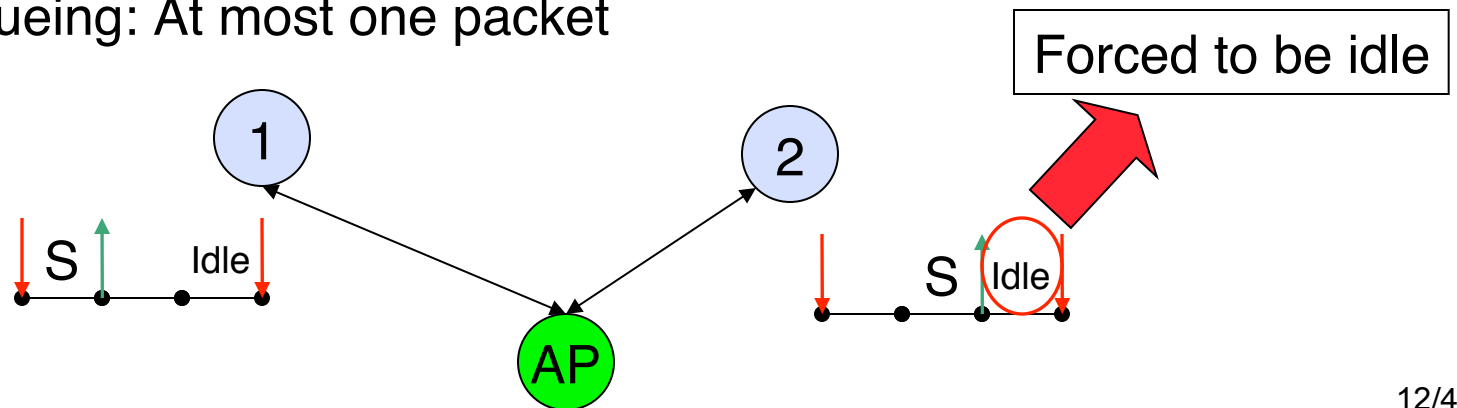 ueing: At most one packet
Forced to be idle
1
2
S
Idle
S
Idle
AP
12/4